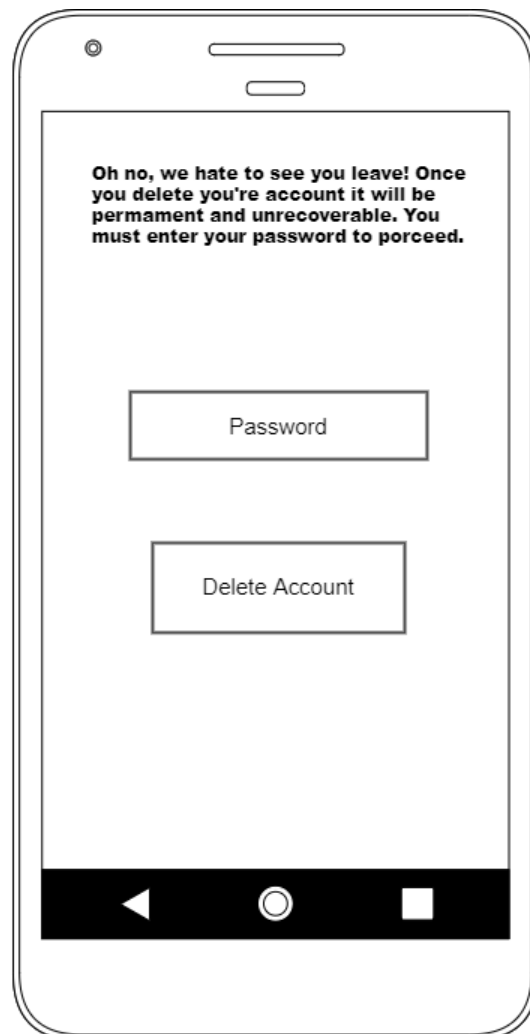 Oh no, we hate to see you leave! Once
you delete you're account it will be
permament and unrecoverable. You
must enter your password to porceed.
Password
Delete Account